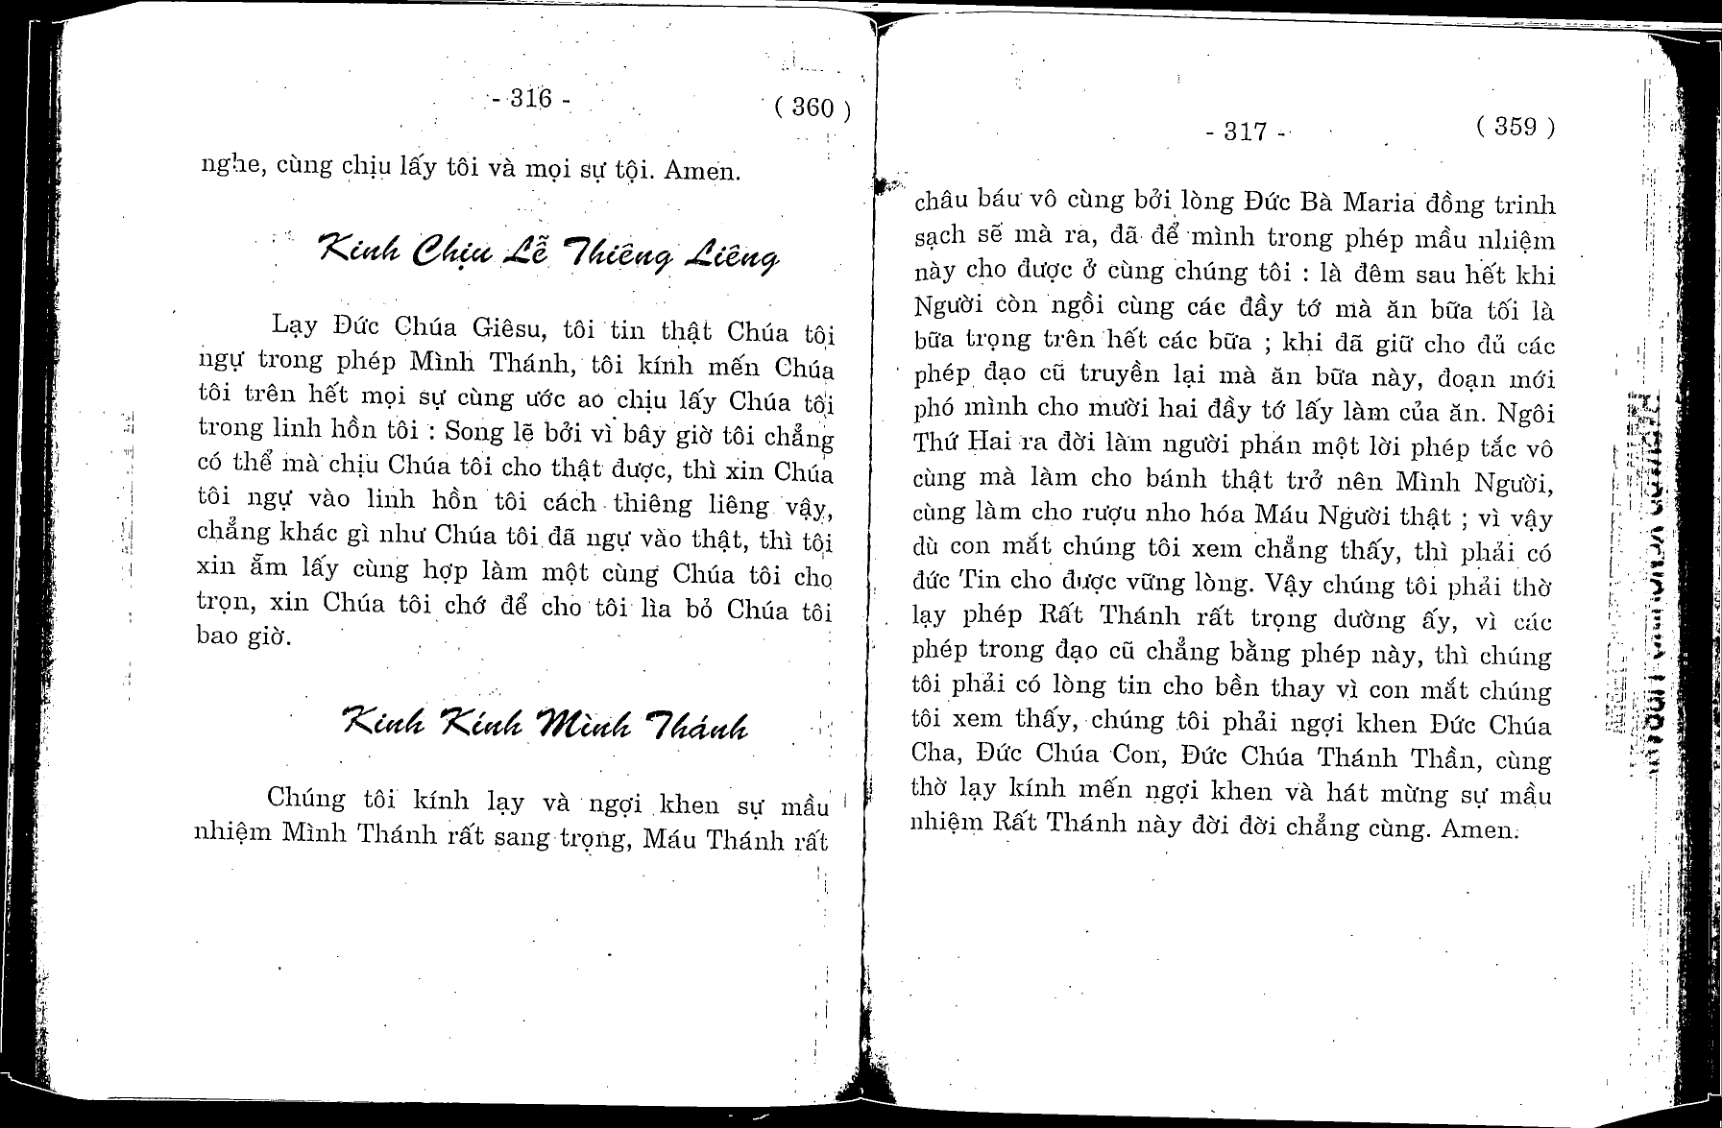 - 316 -
( 360 )
nghe, cùng chịu lấy tôi và mọi sự tội. Amen.
Kinh Chịu Lễ Thiêng Liêng
Lạy Đức Chúa Giêsu, tôi tin thật Chúa tôi
ngự trong phép Mình Thánh, tôi kính mến Chúa
tôi trên hết mọi sự cùng ước ao chịu lấy Chúa tôi
trong linh hồn tôi : Song lẽ bởi vì bây giờ tôi chẳng
có thể mà chịu Chúa tôi cho thật được, thì xin Chúa
tôi ngự vào linh hồn tôi cách thiêng liêng vậy,
chẳng khác gì như Chúa tôi đã ngự vào thật, thì tôi
xin ẵm lấy cùng hợp làm một cùng Chúa tôi cho
trọn, xin Chúa tôi chớ để cho tôi lìa bỏ Chúa tôi
bao giờ.
Kinh Kính Mình Thánh
Chúng tôi kính lạy và ngợi khen sự mầu
nhiệm Mình Thánh rất sang trọng, Máu Thánh rất
- 317 -
( 359 )
châu báu vô cùng bởi lòng Đức Bà Maria đồng trinh
sạch sẽ mà ra, đã để mình trong phép mầu nhiệm
này cho được ở cùng chúng tôi : là đêm sau hết khi
Người còn ngồi cùng các đầy tớ mà ăn bữa tối là
bữa trọng trên hết các bữa ; khi đã giữ cho đủ các
phép đạo cũ truyền lại mà ăn bữa này, đoạn mới
phó mình cho mười hai đầy tớ lấy làm của ăn. Ngôi
Thứ Hai ra đời làm người phán một lời phép tắc vô
cùng mà làm cho bánh thật trở nên Mình Người,
cùng làm cho rượu nho hóa Máu Người thật ; vì vậy
dù con mắt chúng tôi xem chẳng thấy, thì phải có
đức Tin cho được vững lòng. Vậy chúng tôi phải thờ
lạy phép Rất Thánh rất trọng dường ấy, vì các
phép trong đạo cũ chẳng bằng phép này, thì chúng
tôi phải có lòng tin cho bền thay vì con mắt chúng
tôi xem thấy, chúng tôi phải ngợi khen Đức Chúa
Cha, Đức Chúa Con, Đức Chúa Thánh Thần, cùng
thờ lạy kính mến ngợi khen và hát mừng sự mầu
nhiệm Rất Thánh này đời đời chẳng cùng. Amen.